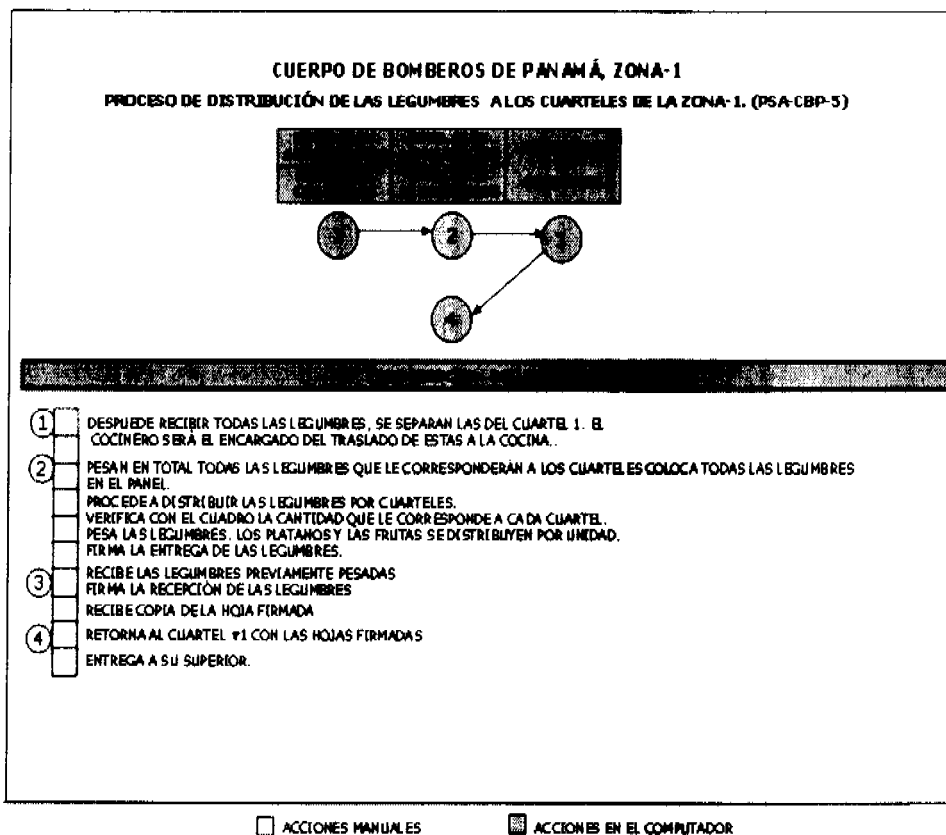 CUERPO DE BOMBEROS DE PANAMÁ, ZONA-1
PROCESO DE DISTRIBUCIÓN DE LAS LEGUMBRES A LOS CUARTELES DE LA ZONA-1. (PSA-CBP-5)
2
4
1
DESPUEDE RECIBIR TODAS LAS LEGUMBRES, SE SEPARAN LAS DEL CUARTEL 1. EL
COCINERO SERÁ EL ENCARGADO DEL TRASLADO DE ESTAS A LA COCINA..
2
PESAN EN TOTAL TODAS LAS LEGUMBRES QUE LE CORRESPONDERÁN A LOS CUARTELES COLOCA TODAS LAS LEGUMBRES
EN EL PANEL.
PROCEDE A DISTRIBUIR LAS LEGUMBRES POR CUARTELES.
VERIFICA CON EL CUADRO LA CANTIDAD QUE LE CORRESPONDE A CADA CUARTEL.
PESA LAS LEGUMBRES. LOS PLATANOS Y LAS FRUTAS SE DISTRIBUYEN POR UNIDAD.
FIRMA LA ENTREGA DE LAS LEGUMBRES.
3
RECIBE LAS LEGUMBRES PREVIAMENTE PESADAS
FIRMA LA RECEPCIÓN DE LAS LEGUMBRES
RECIBE COPIA DE LA HOJA FIRMADA
4
RETORNA AL CUARTEL #1 CON LAS HOJAS FIRMADAS
ENTREGA A SU SUPERIOR.
ACCIONES MANUALES
ACCIONES EN EL COMPUTADOR